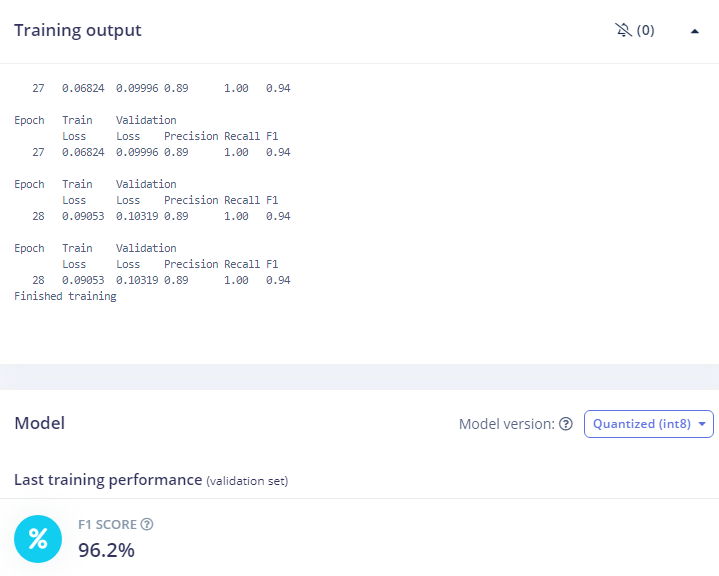 Training output (0)
27 0.06824 0.09996 0.89 1.00 0.94
Epoch Train Validation
Loss Loss Precision Recall F1
27 0.06824 0.09996 0.89 1.00 0.94
Epoch Train Validation
Loss Loss Precision Recall F1
28 0.09053 0.10319 0.89 1.00 0.94
Epoch Train Validation
Loss Loss Precision Recall F1
28 0.09053 0.10319 0.89 1.00 0.94
Finished training
Model Model version: ? Quantized (int8)
Last training performance (validation set)
% F1 SCORE ?
96.2%